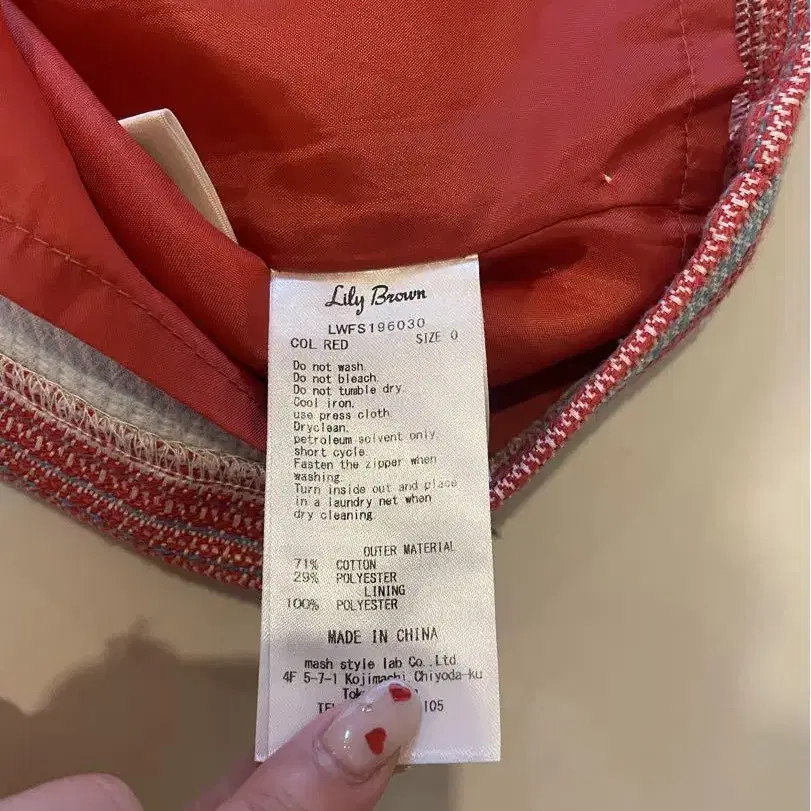 Lily Brown
LWFS196030
COL RED SIZE 0
Do not wash.
Do not bleach.
Do not tumble dry.
Cool iron.
use press cloth.
Dryclean.
petroleum solvent only.
short cycle.
Fasten the zipper when
washing.
Turn inside out and place
in a laundry net when
dry cleaning.
OUTER MATERIAL
71% COTTON
29% POLYESTER
LINING
100% POLYESTER
MADE IN CHINA
mash style lab Co.,Ltd.
4F 5-7-1 Kojimachi Chiyoda-ku
105